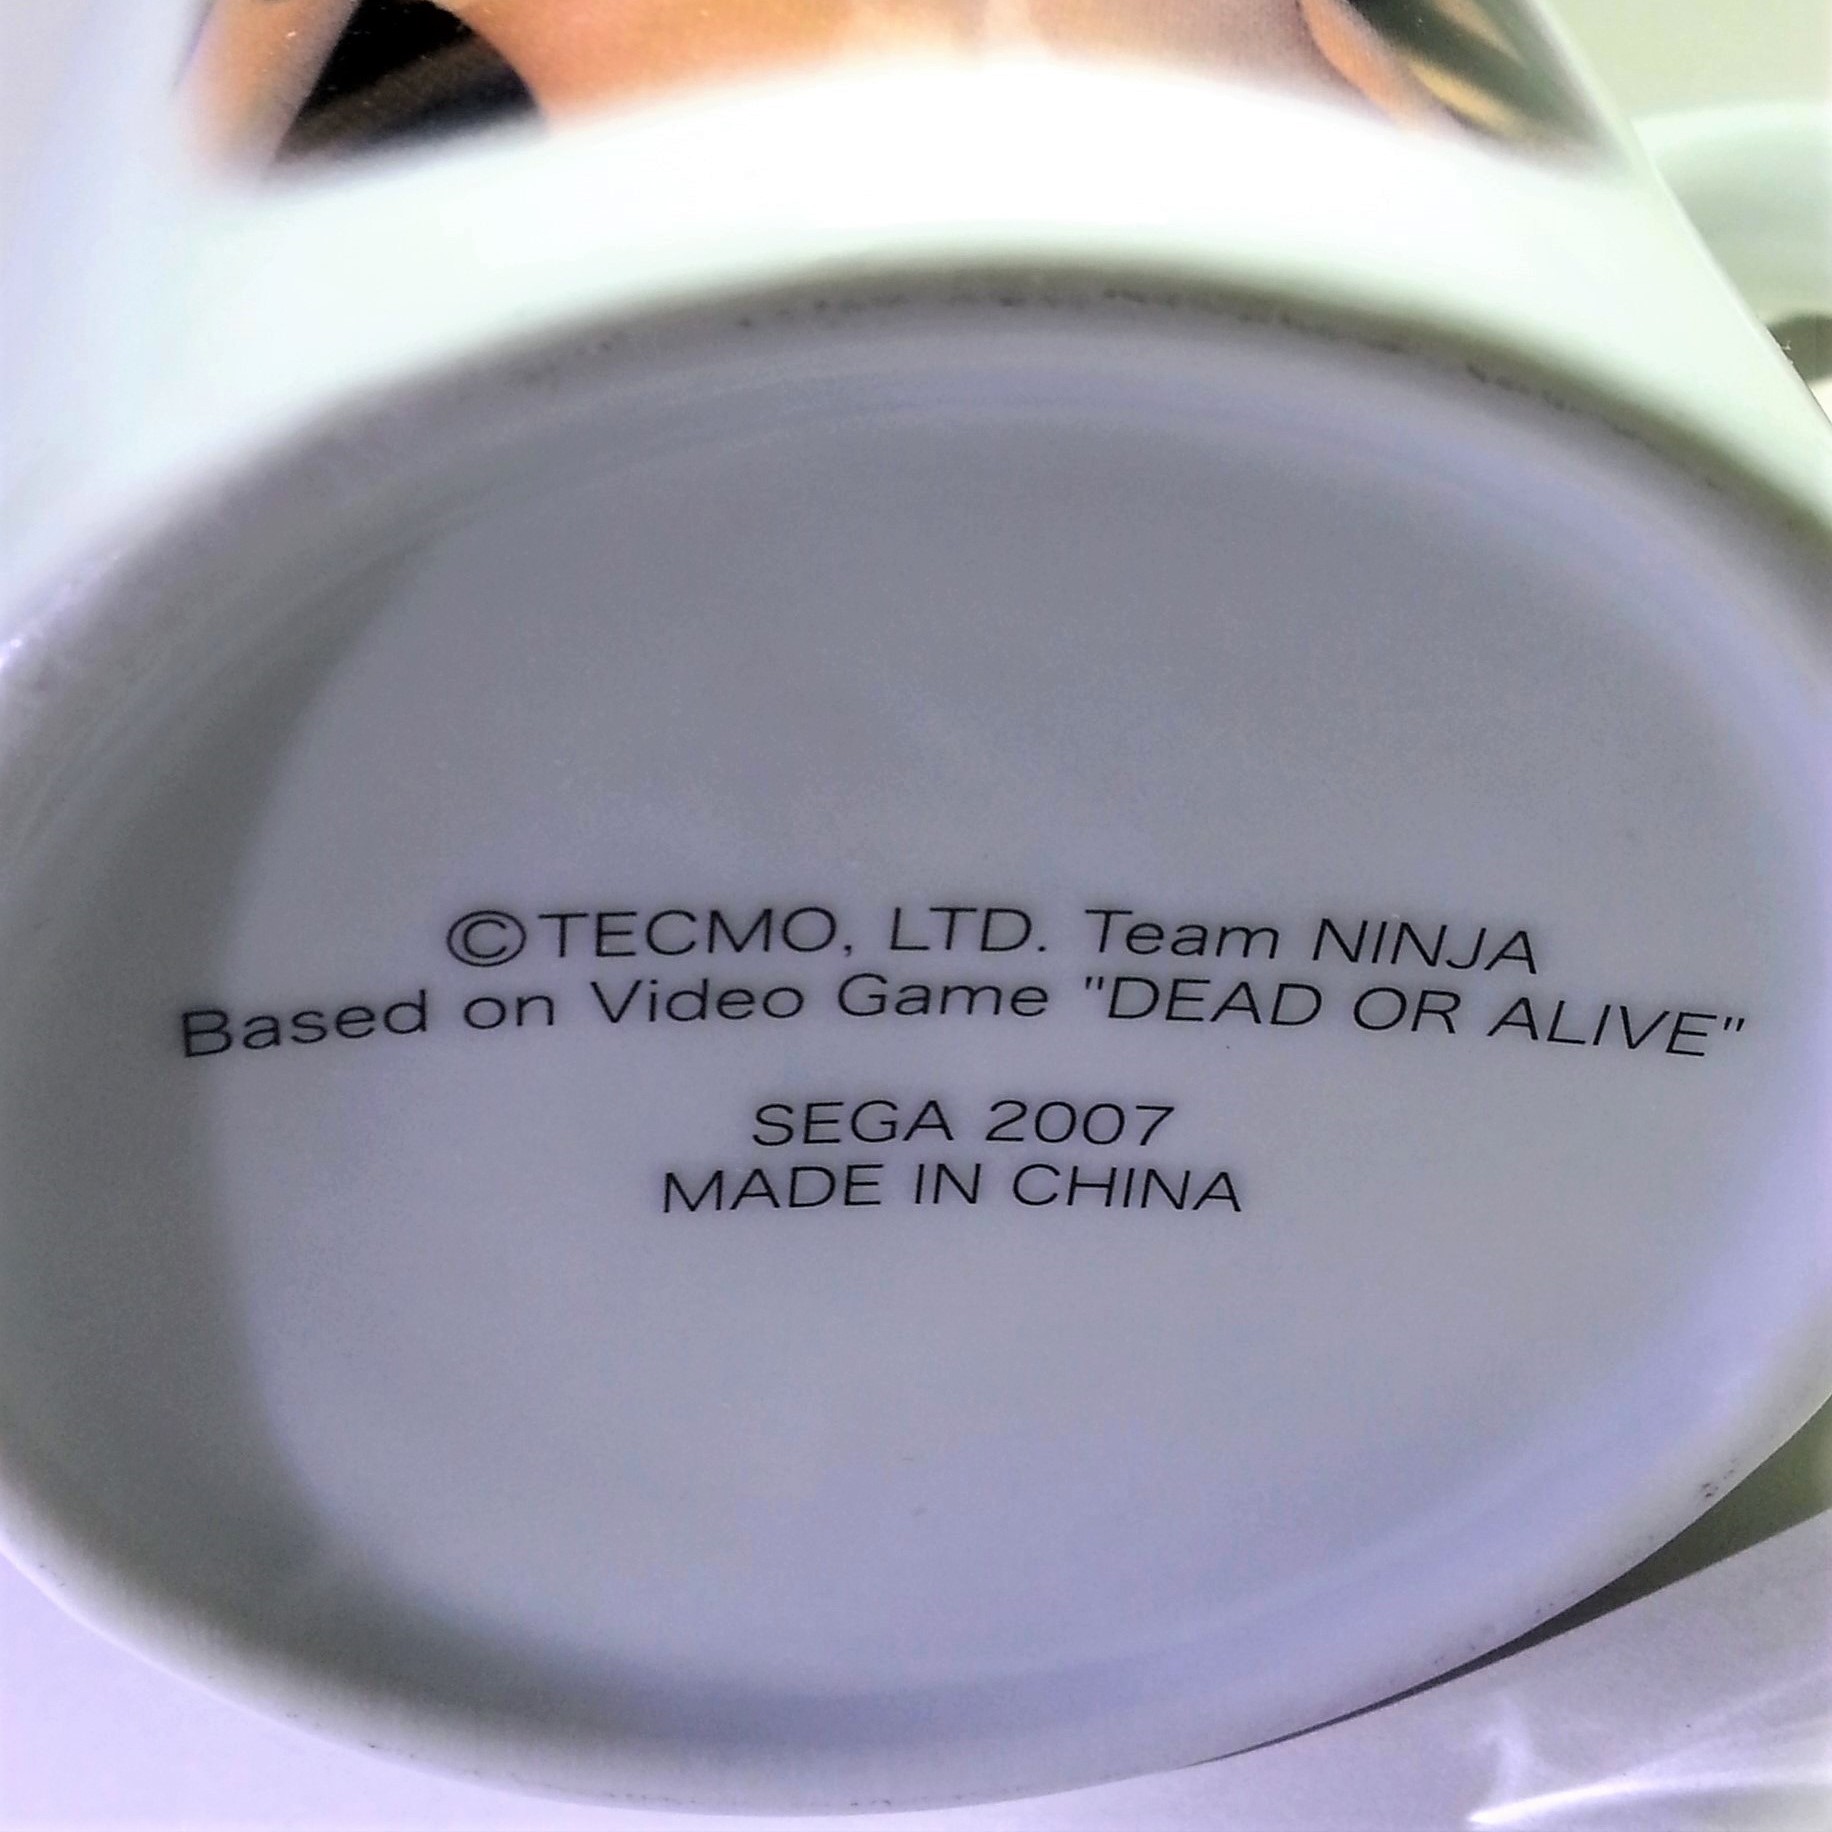 ©TECMO, LTD. Team NINJA
Based on Video Game "DEAD OR ALIVE"
SEGA 2007
MADE IN CHINA